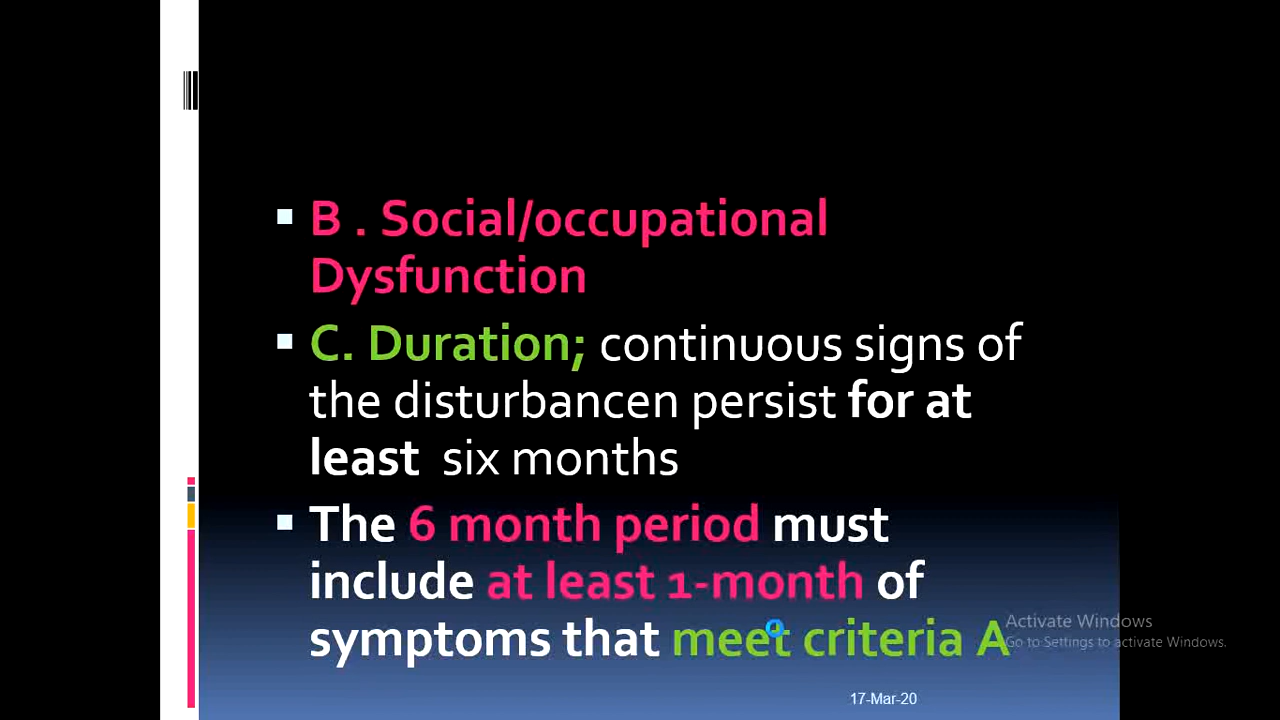 B . Social/occupational
Dysfunction
C. Duration; continuous signs of
the disturbancen persist for at
least six months
The 6 month period must
include at least 1-month of
symptoms that meet criteria A
Activate Windows
Go to Settings to activate Windows.
17-Mar-20